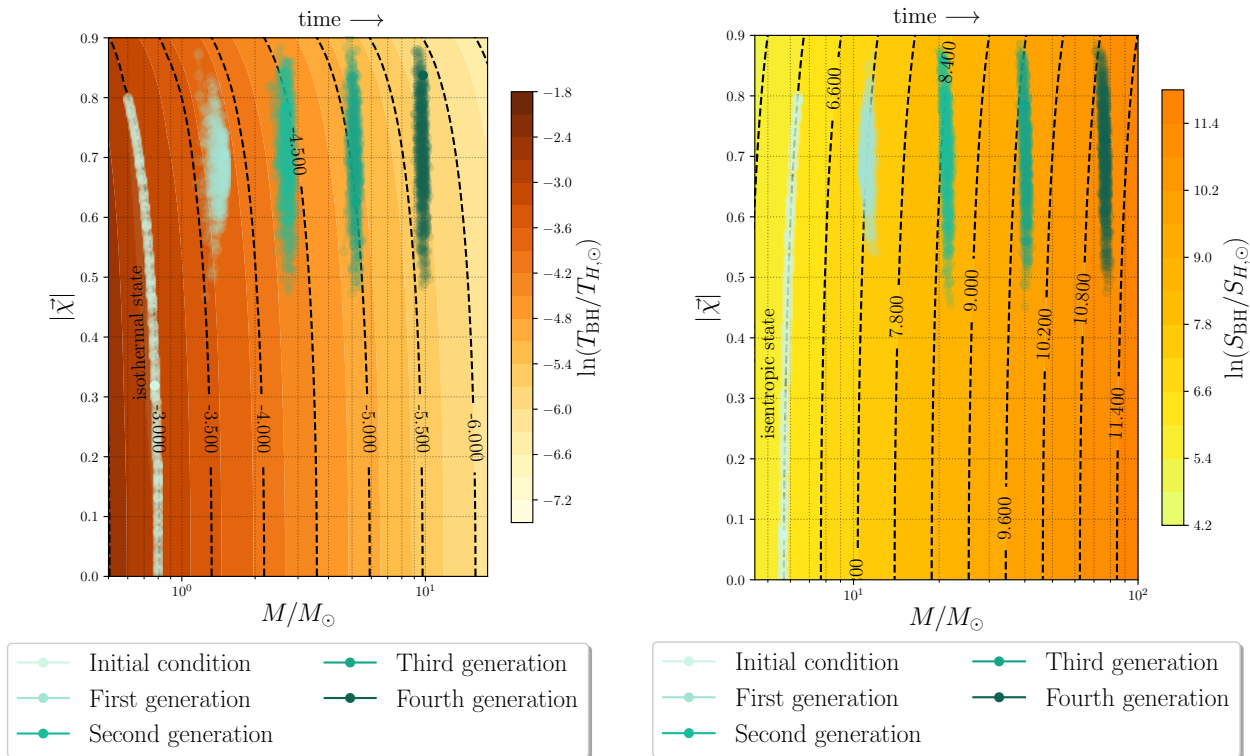 time ⟶
0.9
0.8
0.7
0.6
0.5
0.4
0.3
0.2
0.1
0.0
|χ⃗|
isothermal state
-3.000
-3.500
-4.000
-4.500
-5.000
-5.500
-6.000
10⁰
10¹
M/M⊙
−1.8
−2.4
−3.0
−3.6
−4.2
−4.8
−5.4
−6.0
−6.6
−7.2
ln(T_BH/T_H,⊙)
Initial condition
First generation
Second generation
Third generation
Fourth generation
time ⟶
0.9
0.8
0.7
0.6
0.5
0.4
0.3
0.2
0.1
0.0
|χ⃗|
isentropic state
6.600
00
7.800
8.400
9.000
9.600
10.200
10.800
11.400
10¹
10²
M/M⊙
11.4
10.2
9.0
7.8
6.6
5.4
4.2
ln(S_BH/S_H,⊙)
Initial condition
First generation
Second generation
Third generation
Fourth generation